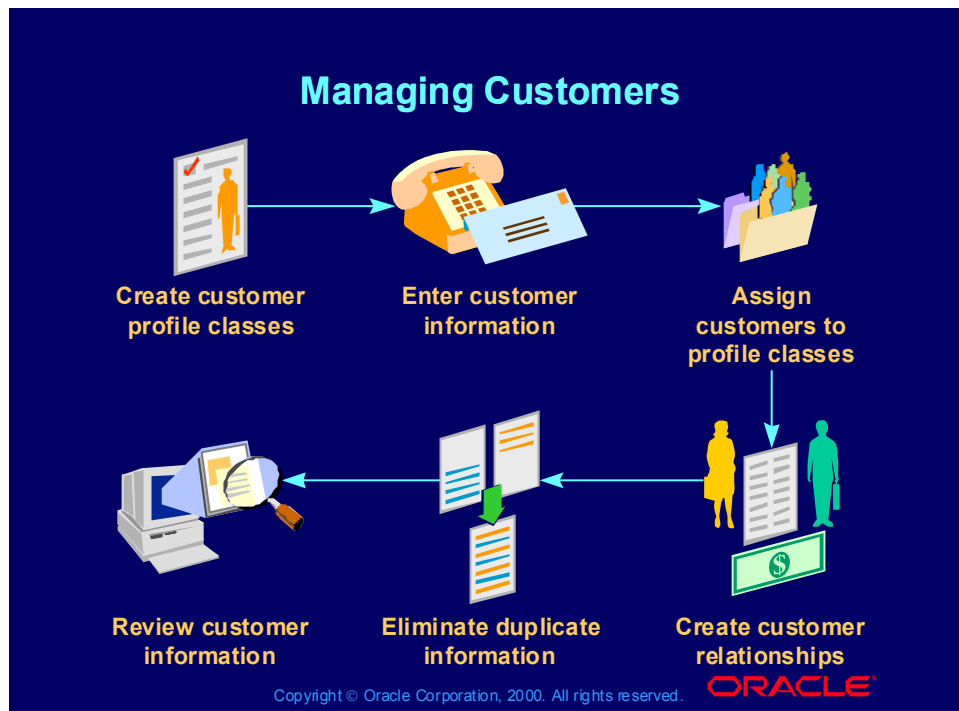 Managing Customers
Create customer
profile classes
Enter customer
information
Assign
customers to
profile classes
Review customer
information
Eliminate duplicate
information
$
Create customer
relationships
Copyright © Oracle Corporation, 2000. All rights reserved.
ORACLE®